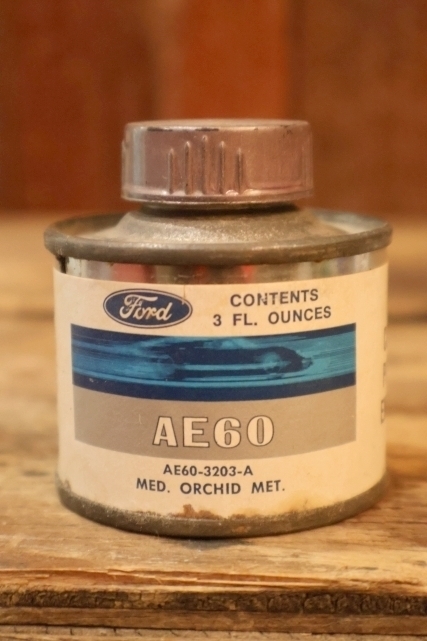 Ford
CONTENTS
3 FL. OUNCES
AE60
AE60-3203-A
MED. ORCHID MET.